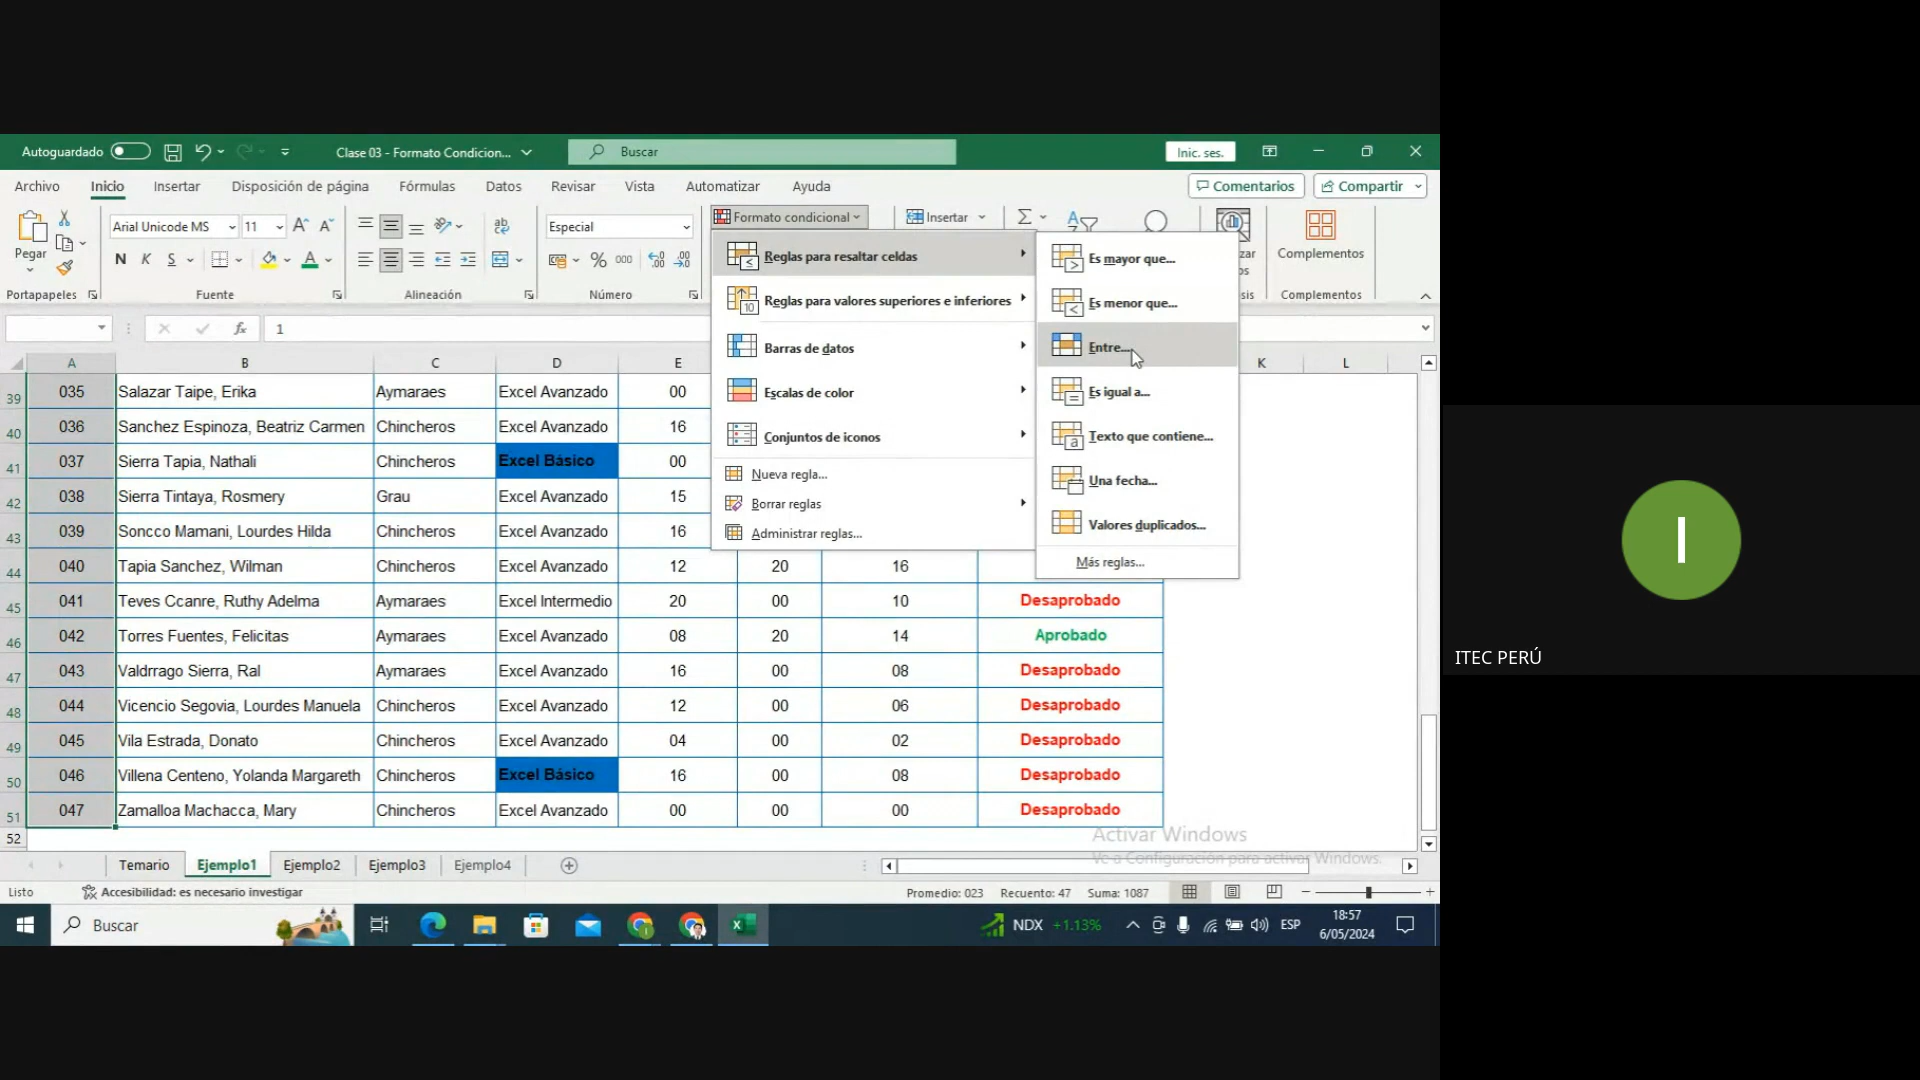 Autoguardado
Clase 03 - Formato Condicion...
Buscar
Inic. ses.
Archivo Inicio Insertar Disposición de página Fórmulas Datos Revisar Vista Automatizar Ayuda
Comentarios Compartir
Pegar
Arial Unicode MS 11
N K S
Especial
% 000
Formato condicional
Insertar
Complementos
Portapapeles Fuente Alineación Número Complementos
Reglas para resaltar celdas
Reglas para valores superiores e inferiores
Barras de datos
Escalas de color
Conjuntos de iconos
Nueva regla...
Borrar reglas
Administrar reglas...
Es mayor que...
Es menor que...
Entre...
Es igual a...
Texto que contiene...
Una fecha...
Valores duplicados...
Más reglas...
fx 1
A B C D E K L
39 035 Salazar Taipe, Erika Aymaraes Excel Avanzado 00
40 036 Sanchez Espinoza, Beatriz Carmen Chincheros Excel Avanzado 16
41 037 Sierra Tapia, Nathali Chincheros Excel Básico 00
42 038 Sierra Tintaya, Rosmery Grau Excel Avanzado 15
43 039 Soncco Mamani, Lourdes Hilda Chincheros Excel Avanzado 16
44 040 Tapia Sanchez, Wilman Chincheros Excel Avanzado 12 20 16
45 041 Teves Ccanre, Ruthy Adelma Aymaraes Excel Intermedio 20 00 10 Desaprobado
46 042 Torres Fuentes, Felicitas Aymaraes Excel Avanzado 08 20 14 Aprobado
47 043 Valdrrago Sierra, Ral Aymaraes Excel Avanzado 16 00 08 Desaprobado
48 044 Vicencio Segovia, Lourdes Manuela Chincheros Excel Avanzado 12 00 06 Desaprobado
49 045 Vila Estrada, Donato Chincheros Excel Avanzado 04 00 02 Desaprobado
50 046 Villena Centeno, Yolanda Margareth Chincheros Excel Básico 16 00 08 Desaprobado
51 047 Zamalloa Machacca, Mary Chincheros Excel Avanzado 00 00 00 Desaprobado
52
Activar Windows
Ve a Configuración para activar Windows.
Temario Ejemplo1 Ejemplo2 Ejemplo3 Ejemplo4
Listo Accesibilidad: es necesario investigar Promedio: 023 Recuento: 47 Suma: 1087
Buscar
NDX +1.13%
ESP
18:57
6/05/2024
I
ITEC PERÚ